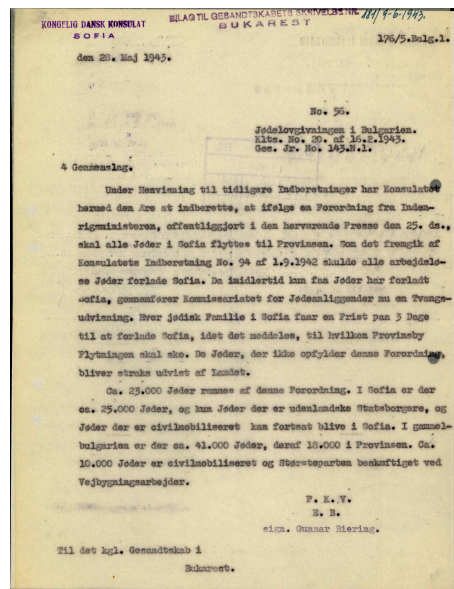 KONGELIG DANSK KONSULAT
SOFIA
BILAG TIL GESANDTSKABETS SKRIVELSE NR. 181/9-6-1943.
BUKAREST
176/5.Balg.1.
den 28. Maj 1943.
No. 56.
Jødelovgivningen i Bulgarien.
Klts. No. 20. af 16.2.1943.
Ges. Jr. No. 143.N.1.
4 Gennemslag.
Under Henvisning til tidligere Indberetninger har Konsulatet
hermed den Ære at indberette, at ifølge en Forordning fra Inden-
rigsministeren, offentliggjort i den herværende Presse den 25. ds.,
skal alle Jøder i Sofia flyttes til Provinsen. Som det fremgik af
Konsulatets Indberetning No. 94 af 1.9.1942 skulde alle arbejdslø-
se Jøder forlade Sofia. Da imidlertid kun faa Jøder har forladt
Sofia, gennemfører Kommissariatet for Jødeanliggender nu en Tvangs-
udvisning. Hver jødisk Familie i Sofia faar en Frist paa 3 Dage
til at forlade Sofia, idet det meddeles, til hvilken Provinsby
Flytningen skal ske. De Jøder, der ikke opfylder denne Forordning,
bliver straks udvist af Landet.
Ca. 23.000 Jøder rammes af denne Forordning. I Sofia er der
ca. 25.000 Jøder, og kun Jøder der er udenlandske Statsborgere, og
Jøder der er civilmobiliseret kan fortsat blive i Sofia. I gammel-
bulgarien er der ca. 41.000 Jøder, deraf 18.000 i Provinsen. Ca.
10.000 Jøder er civilmobiliseret og Størsteparten beskæftiget ved
Vejbygningsarbejder.
P. K. V.
E. B.
sign. Gunnar Biering.
Til det kgl. Gesandtskab i
Bukarest.